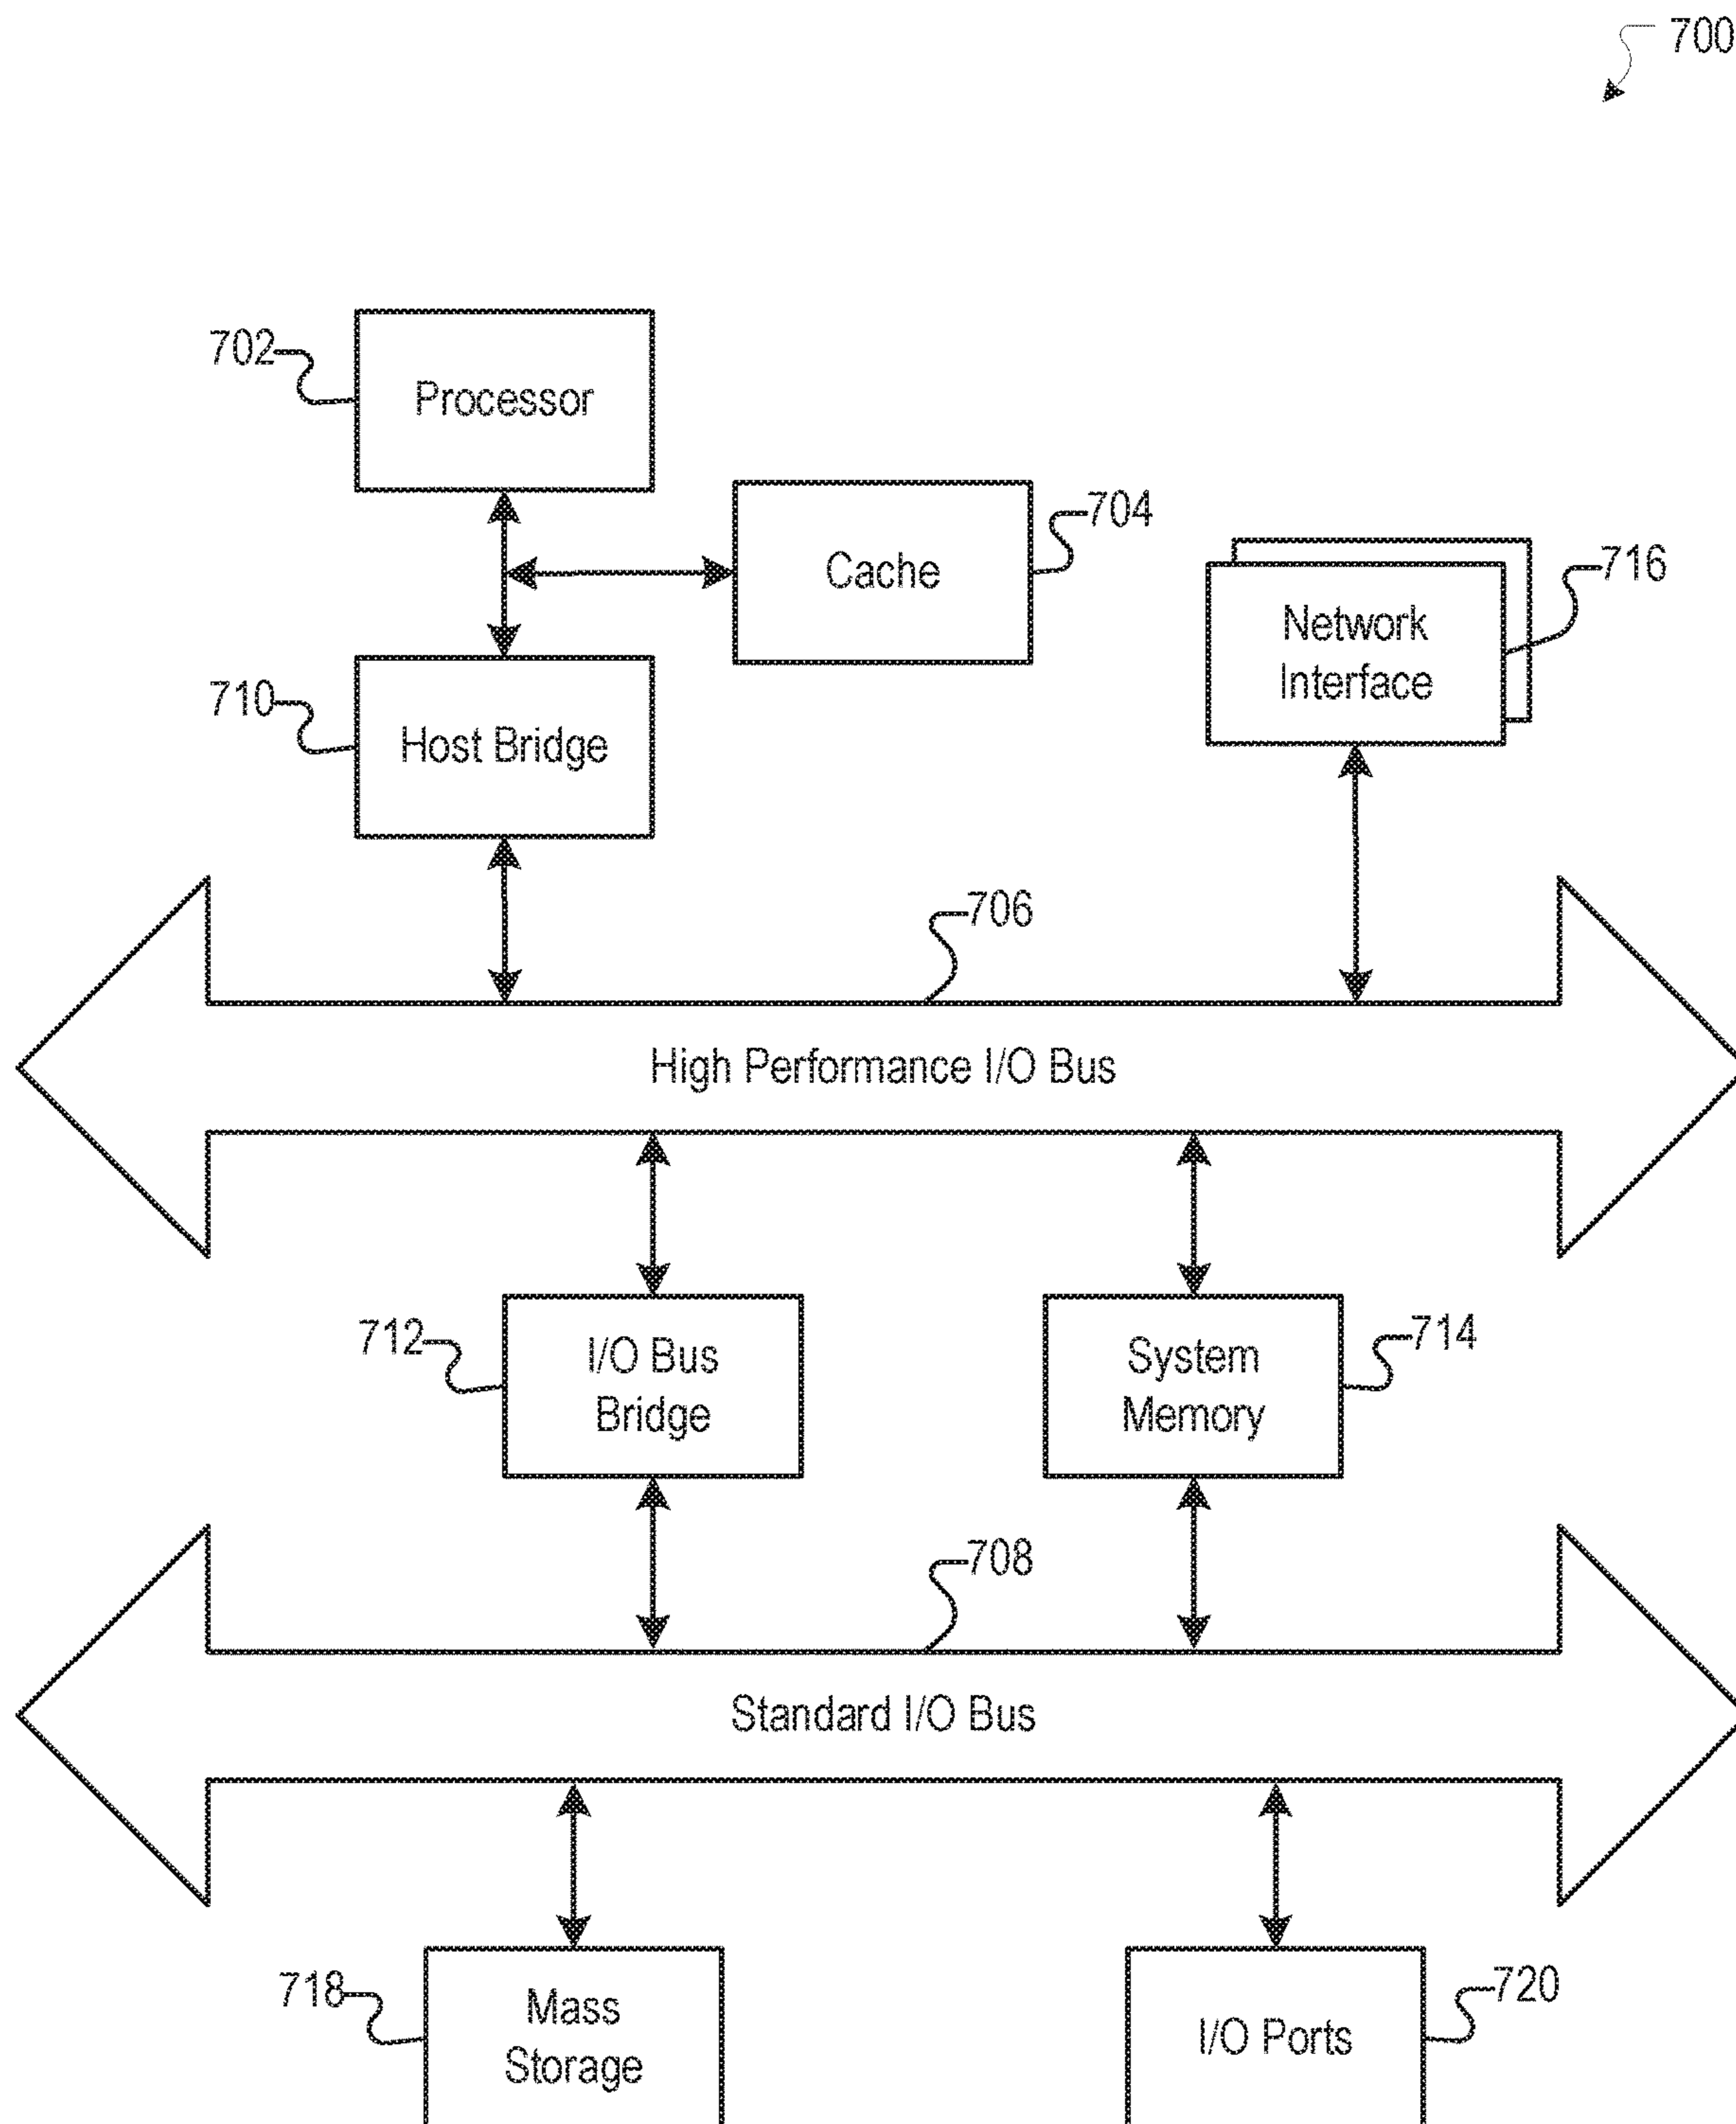 700
702
Processor
704
Cache
716
Network
Interface
710
Host Bridge
706
High Performance I/O Bus
712
I/O Bus
Bridge
System
Memory
714
708
Standard I/O Bus
718
Mass
Storage
I/O Ports
720